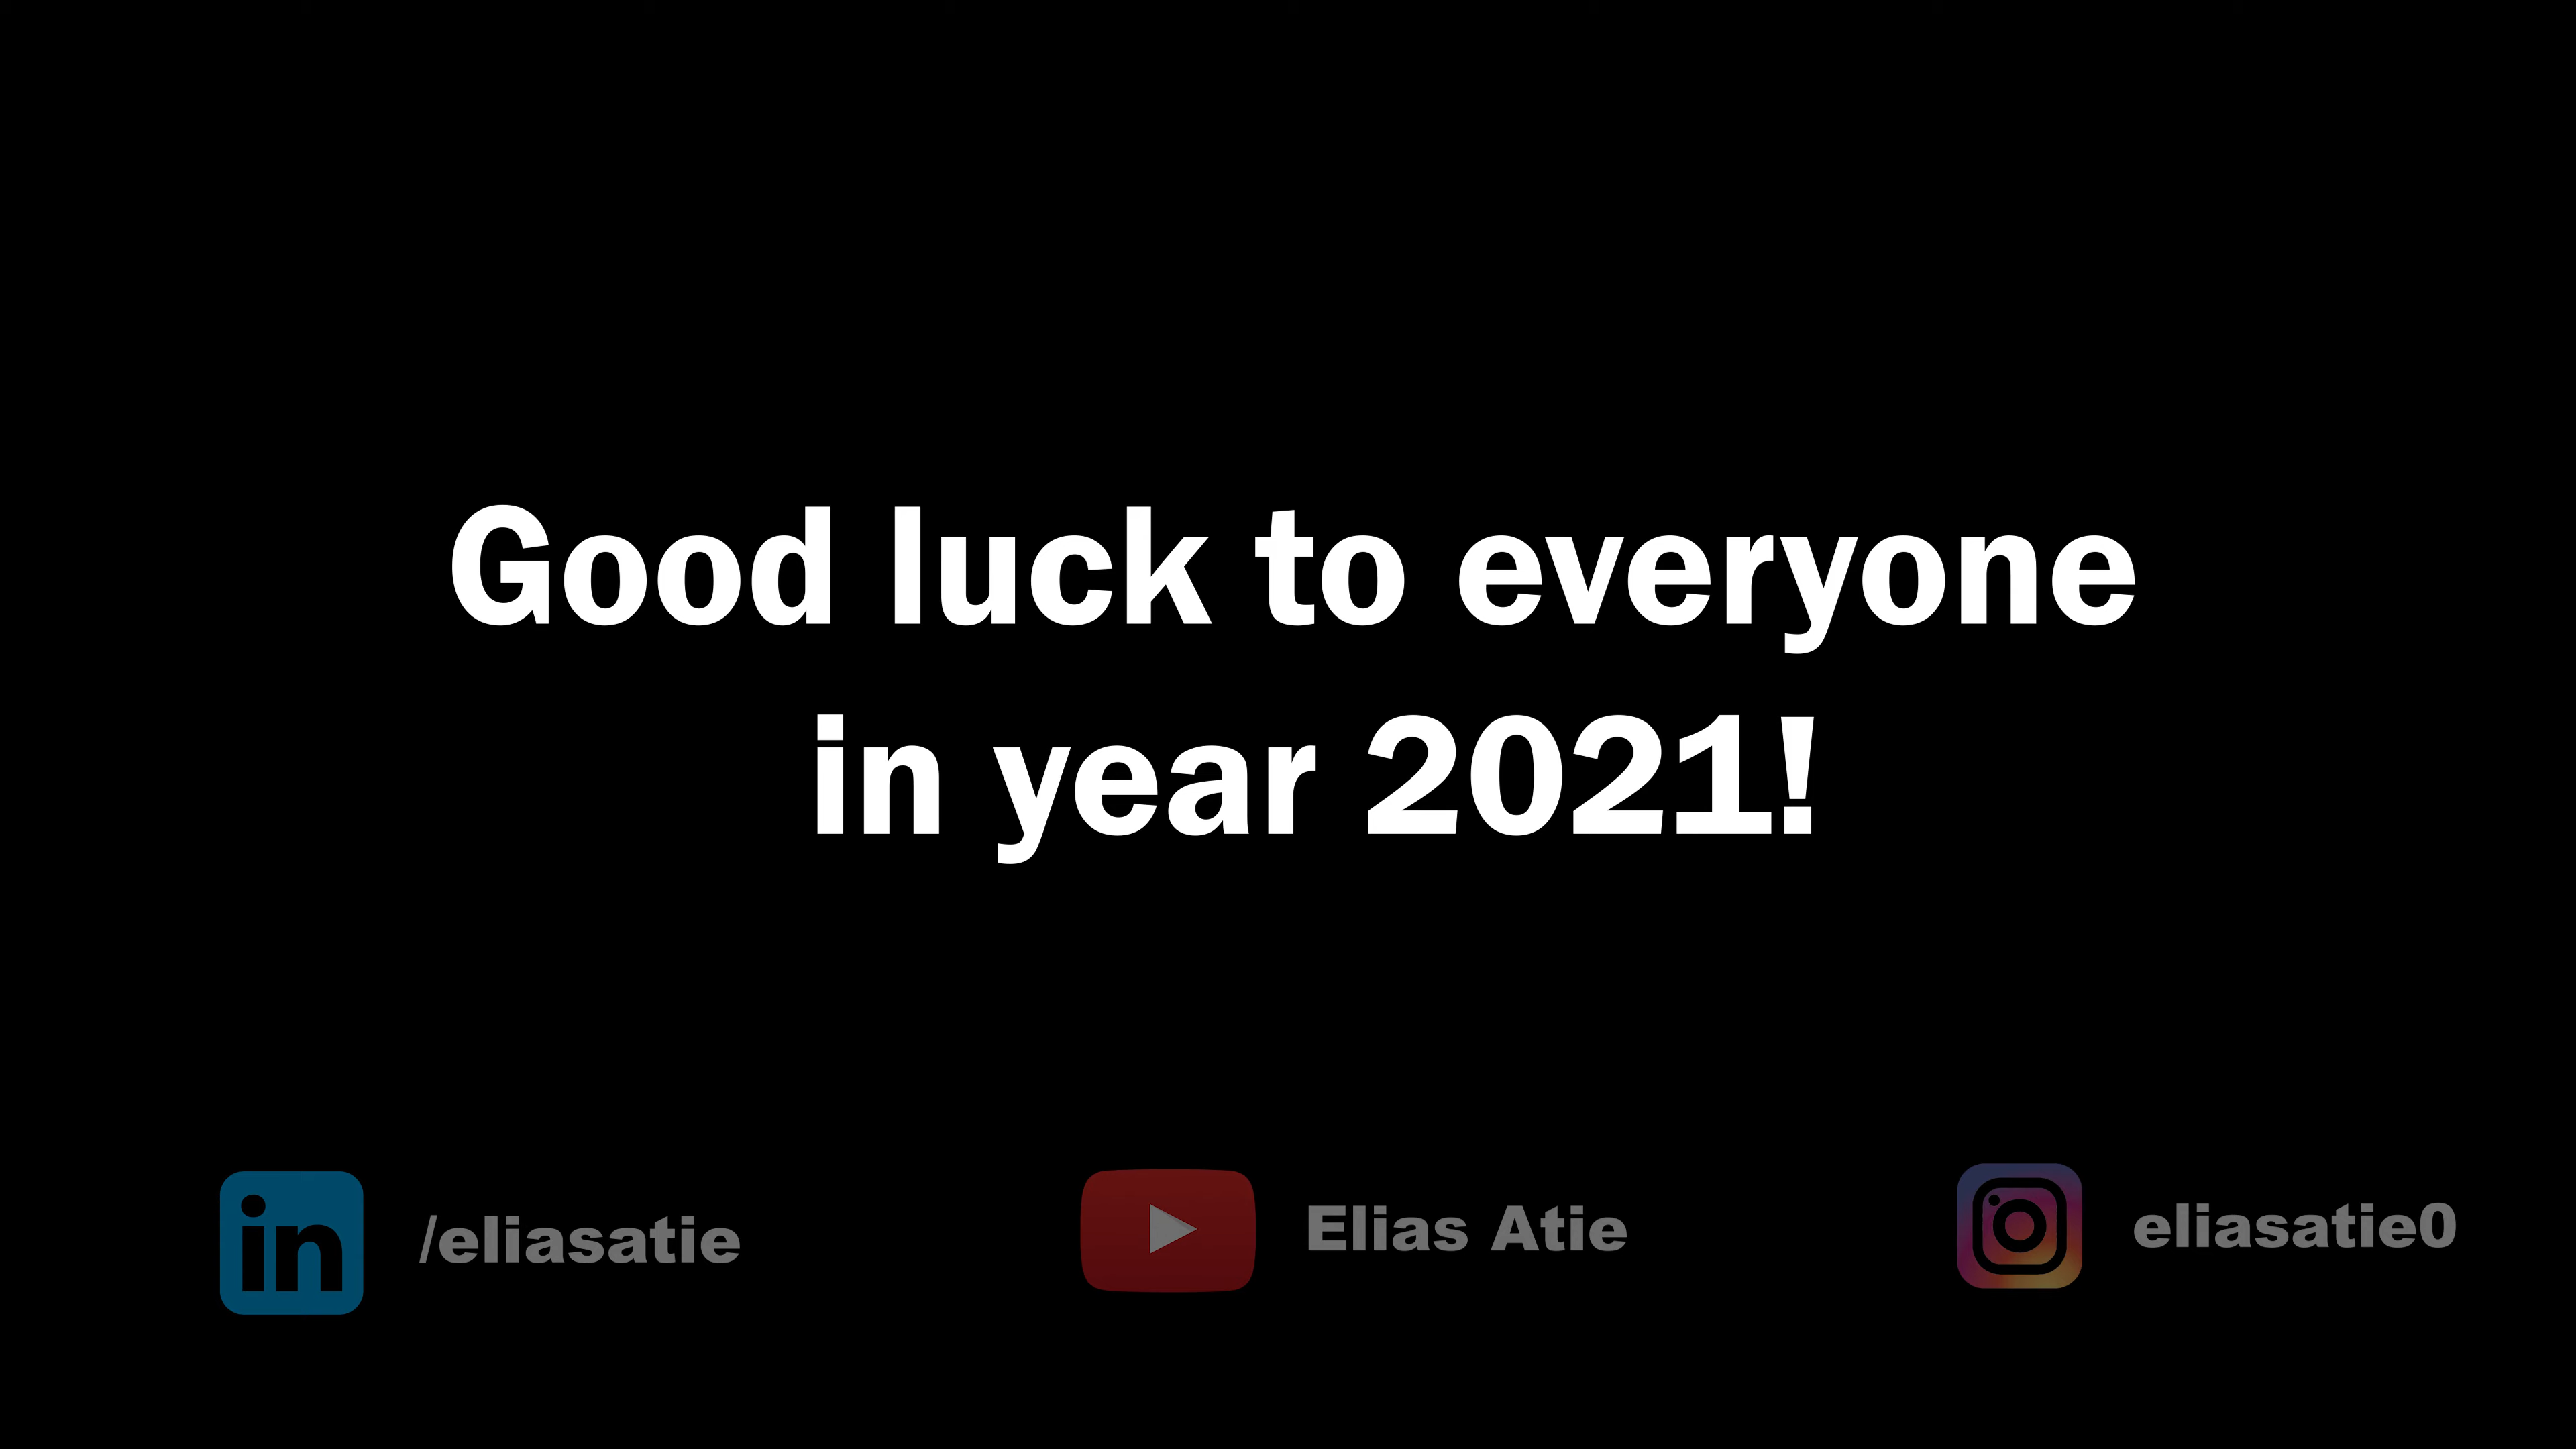 Good luck to everyone
in year 2021!
in /eliasatie
Elias Atie
eliasatie0